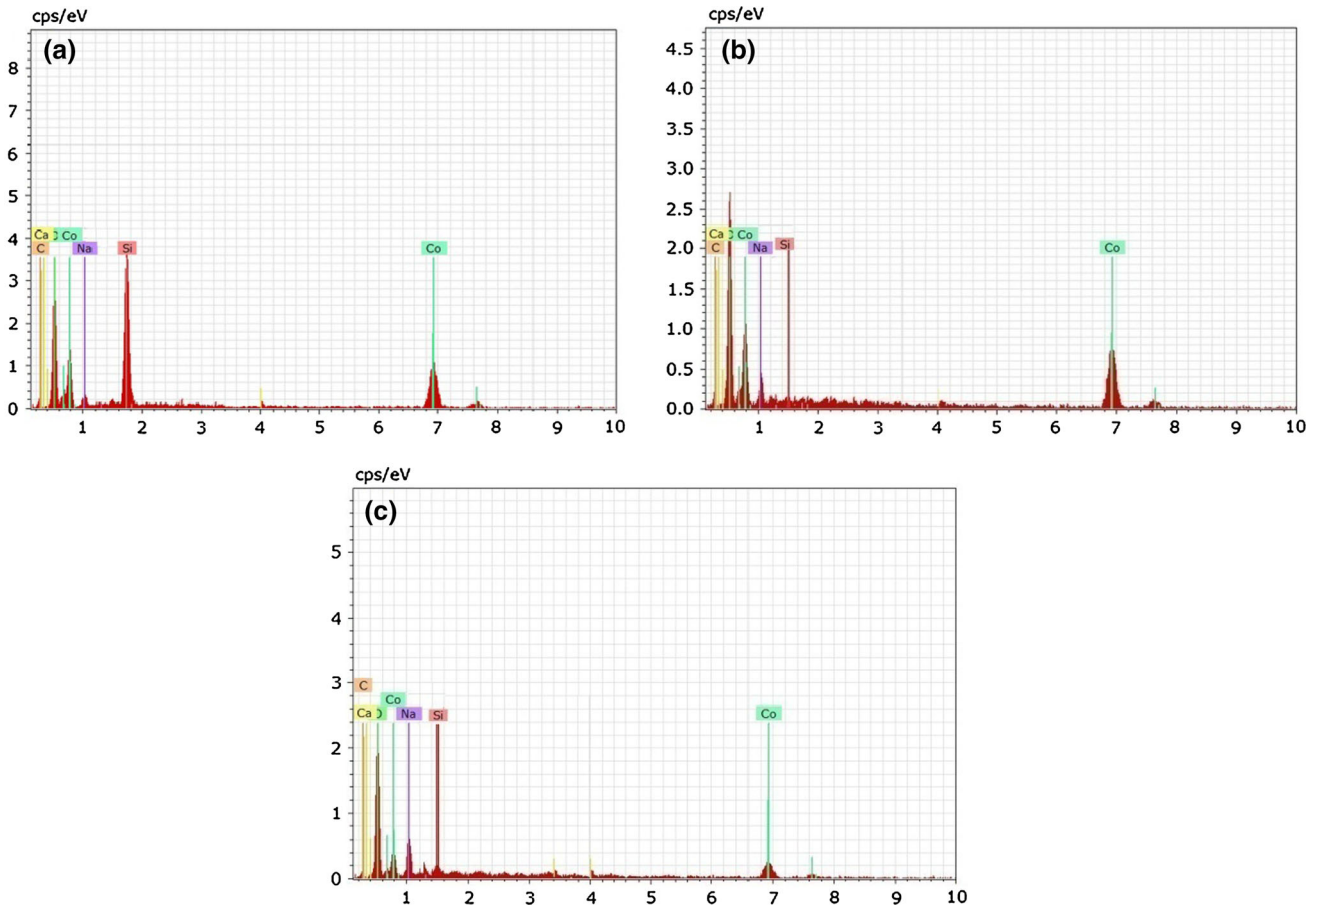 cps/eV
(a)
8
7
6
5
4
3
2
1
0
Ca Co
C Na Si Co
1 2 3 4 5 6 7 8 9 10
cps/eV
(b)
4.5
4.0
3.5
3.0
2.5
2.0
1.5
1.0
0.5
0.0
Ca Co
C Na Si Co
1 2 3 4 5 6 7 8 9 10
cps/eV
(c)
5
4
3
2
1
0
C
Co
Ca Na Si Co
1 2 3 4 5 6 7 8 9 10